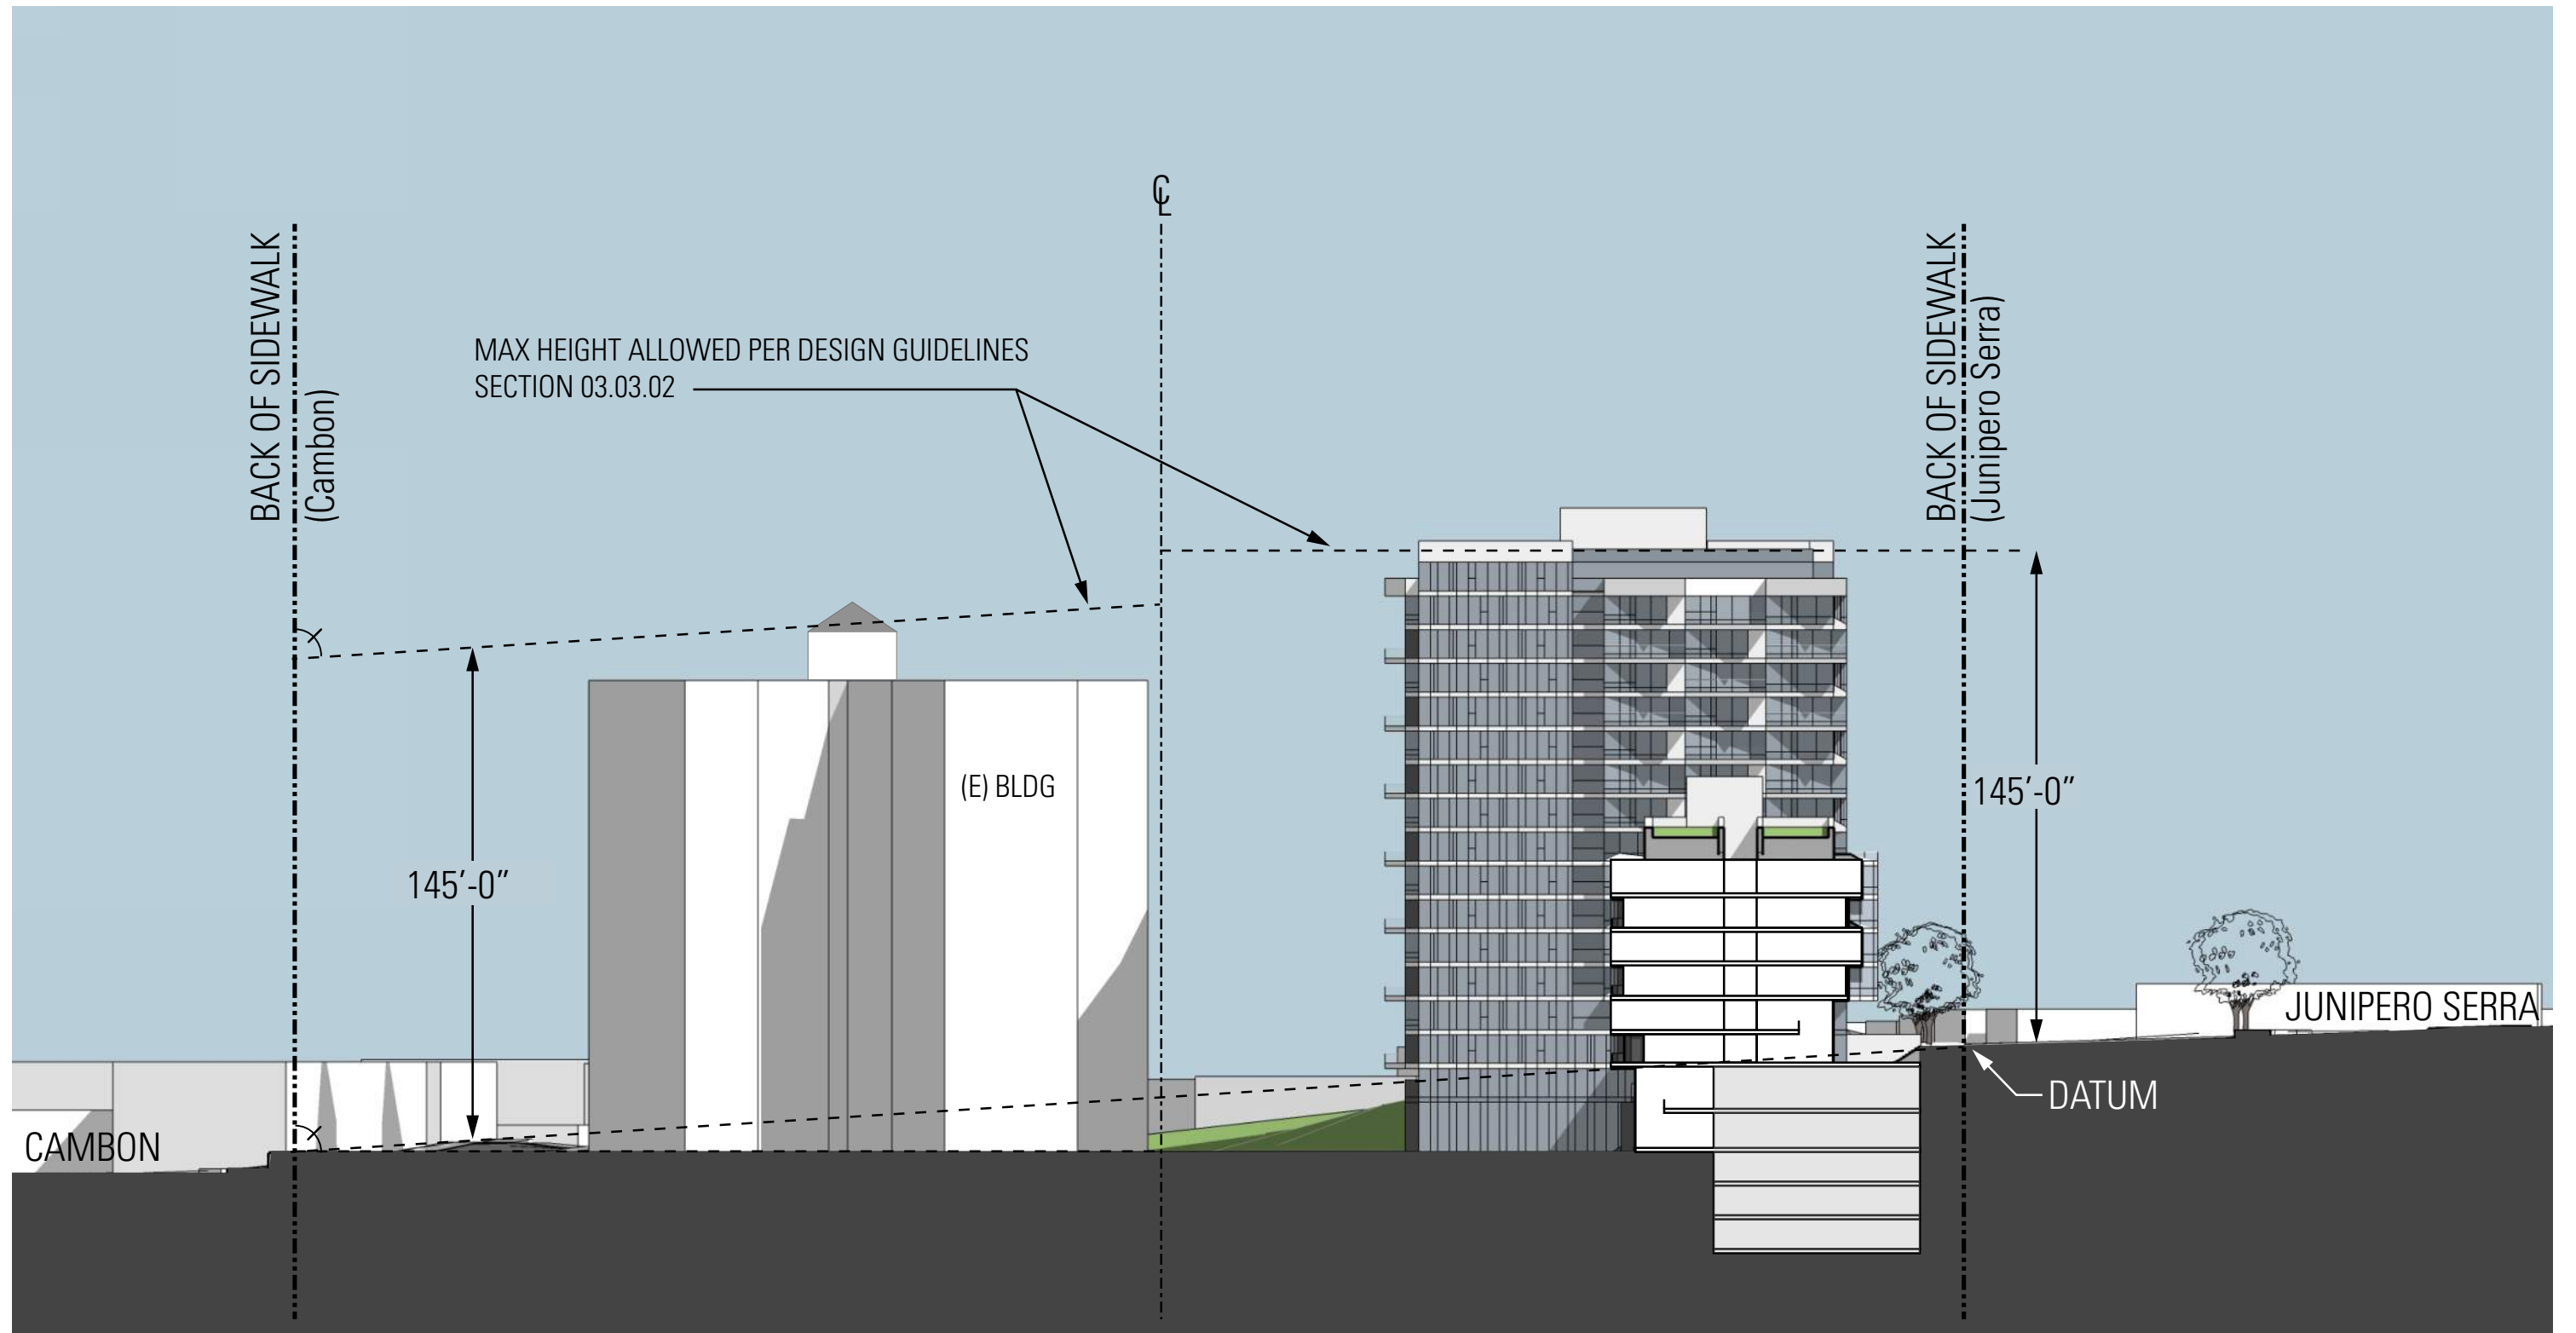 ℄
BACK OF SIDEWALK
(Cambon)
BACK OF SIDEWALK
(Junipero Serra)
MAX HEIGHT ALLOWED PER DESIGN GUIDELINES
SECTION 03.03.02
(E) BLDG
145’-0”
145’-0”
JUNIPERO SERRA
DATUM
CAMBON